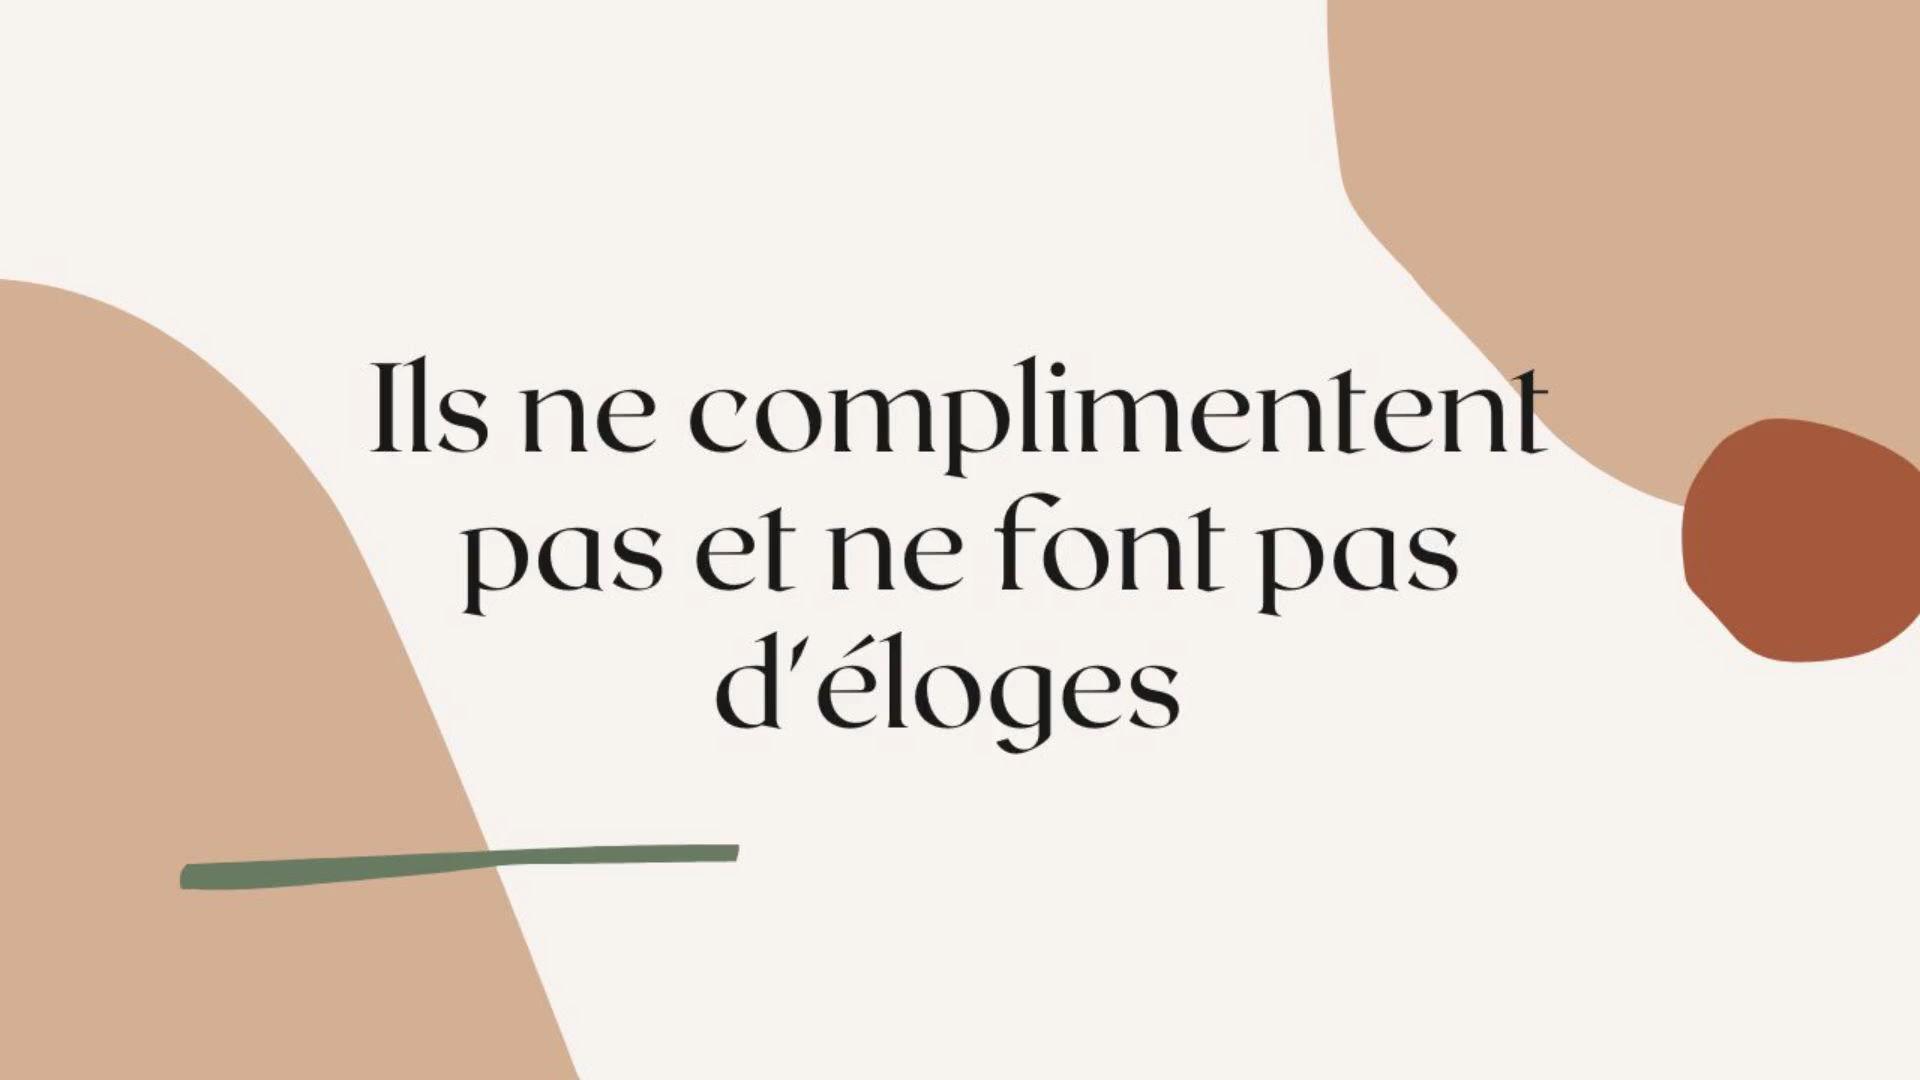 Ils ne complimentent
pas et ne font pas
d'éloges